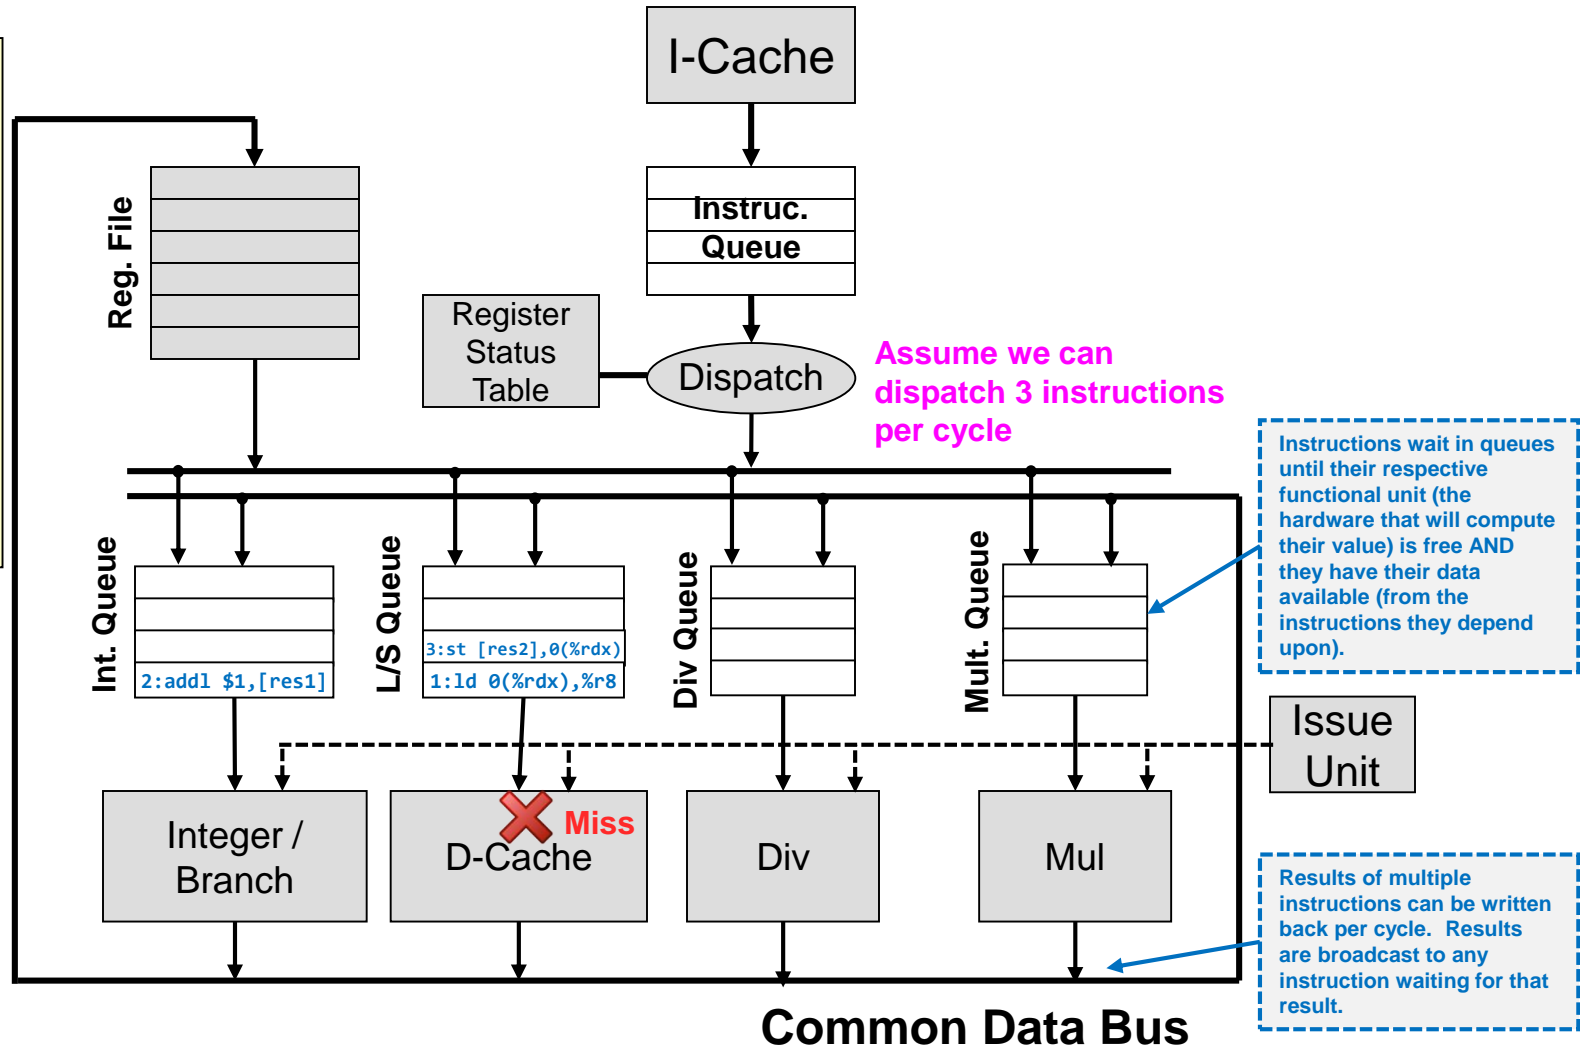 I-Cache
Reg. File
Instruc.
Queue
Register
Status
Table
Dispatch
Assume we can
dispatch 3 instructions
per cycle
Instructions wait in queues
until their respective
functional unit (the
hardware that will compute
their value) is free AND
they have their data
available (from the
instructions they depend
upon).
Int. Queue
L/S Queue
Div Queue
Mult. Queue
3:st [res2],0(%rdx)
2:addl $1,[res1]
1:ld 0(%rdx),%r8
Issue
Unit
Integer /
Branch
Miss
D-Cache
Div
Mul
Results of multiple
instructions can be written
back per cycle. Results
are broadcast to any
instruction waiting for that
result.
Common Data Bus